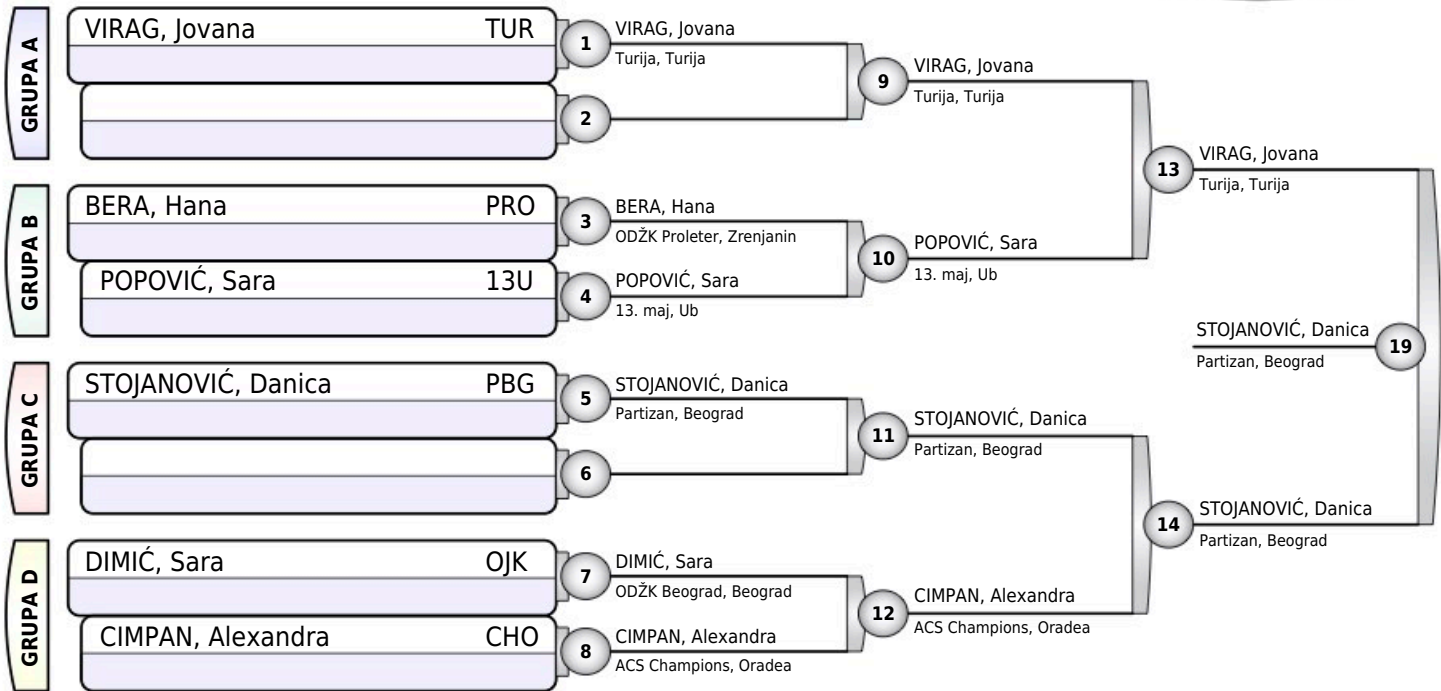 GRUPA A
VIRAG, Jovana TUR
1
VIRAG, Jovana
Turija, Turija
2
9
VIRAG, Jovana
Turija, Turija
GRUPA B
BERA, Hana PRO
3
BERA, Hana
ODŽK Proleter, Zrenjanin
POPOVIĆ, Sara 13U
4
POPOVIĆ, Sara
13. maj, Ub
10
POPOVIĆ, Sara
13. maj, Ub
13
VIRAG, Jovana
Turija, Turija
GRUPA C
STOJANOVIĆ, Danica PBG
5
STOJANOVIĆ, Danica
Partizan, Beograd
6
11
STOJANOVIĆ, Danica
Partizan, Beograd
GRUPA D
DIMIĆ, Sara OJK
7
DIMIĆ, Sara
ODŽK Beograd, Beograd
CIMPAN, Alexandra CHO
8
CIMPAN, Alexandra
ACS Champions, Oradea
12
CIMPAN, Alexandra
ACS Champions, Oradea
14
STOJANOVIĆ, Danica
Partizan, Beograd
STOJANOVIĆ, Danica
Partizan, Beograd
19